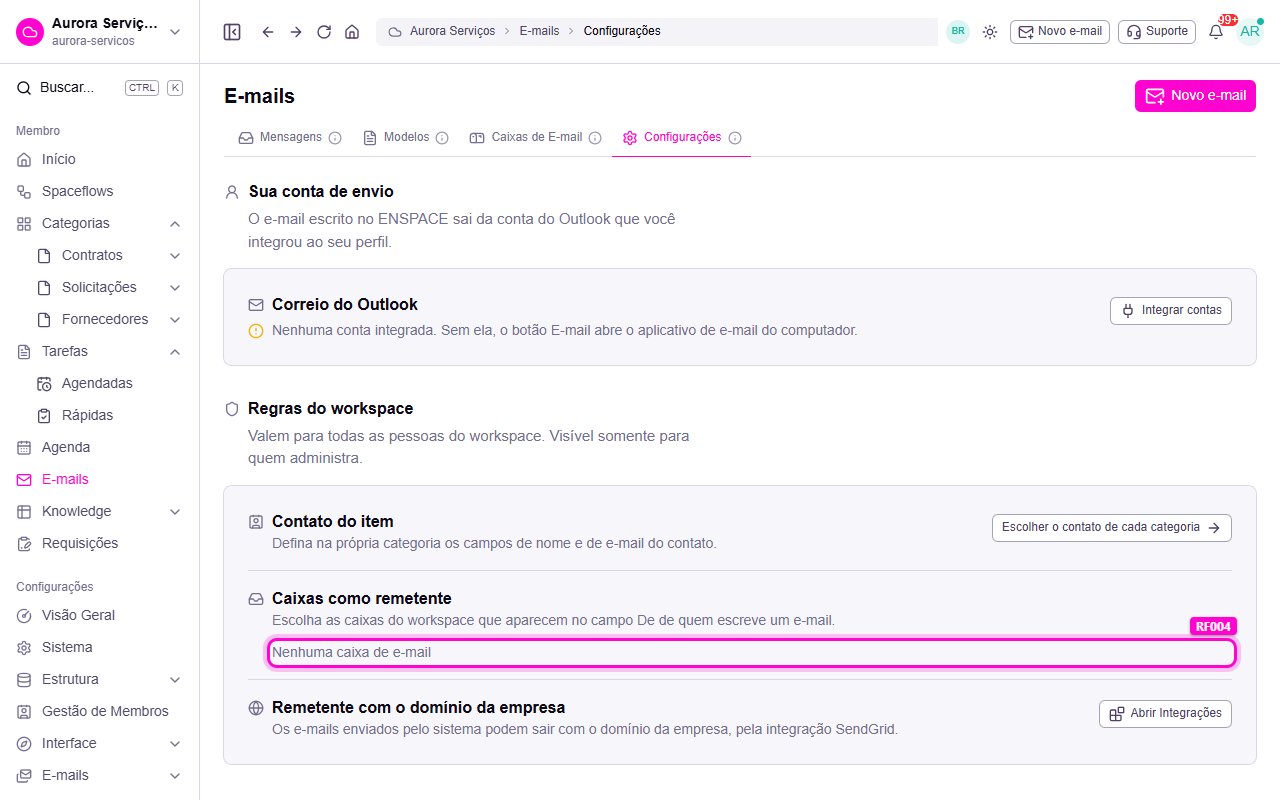 Aurora Serviç...
aurora-servicos
Buscar...
CTRL K
Membro
Início
Spaceflows
Categorias
Contratos
Solicitações
Fornecedores
Tarefas
Agendadas
Rápidas
Agenda
E-mails
Knowledge
Requisições
Configurações
Visão Geral
Sistema
Estrutura
Gestão de Membros
Interface
E-mails
Aurora Serviços > E-mails > Configurações
BR
Novo e-mail
Suporte
99+
AR
E-mails
Novo e-mail
Mensagens
Modelos
Caixas de E-mail
Configurações
Sua conta de envio
O e-mail escrito no ENSPACE sai da conta do Outlook que você
integrou ao seu perfil.
Correio do Outlook
Nenhuma conta integrada. Sem ela, o botão E-mail abre o aplicativo de e-mail do computador.
Integrar contas
Regras do workspace
Valem para todas as pessoas do workspace. Visível somente para
quem administra.
Contato do item
Defina na própria categoria os campos de nome e de e-mail do contato.
Escolher o contato de cada categoria
Caixas como remetente
Escolha as caixas do workspace que aparecem no campo De de quem escreve um e-mail.
RF004
Nenhuma caixa de e-mail
Remetente com o domínio da empresa
Os e-mails enviados pelo sistema podem sair com o domínio da empresa, pela integração SendGrid.
Abrir Integrações